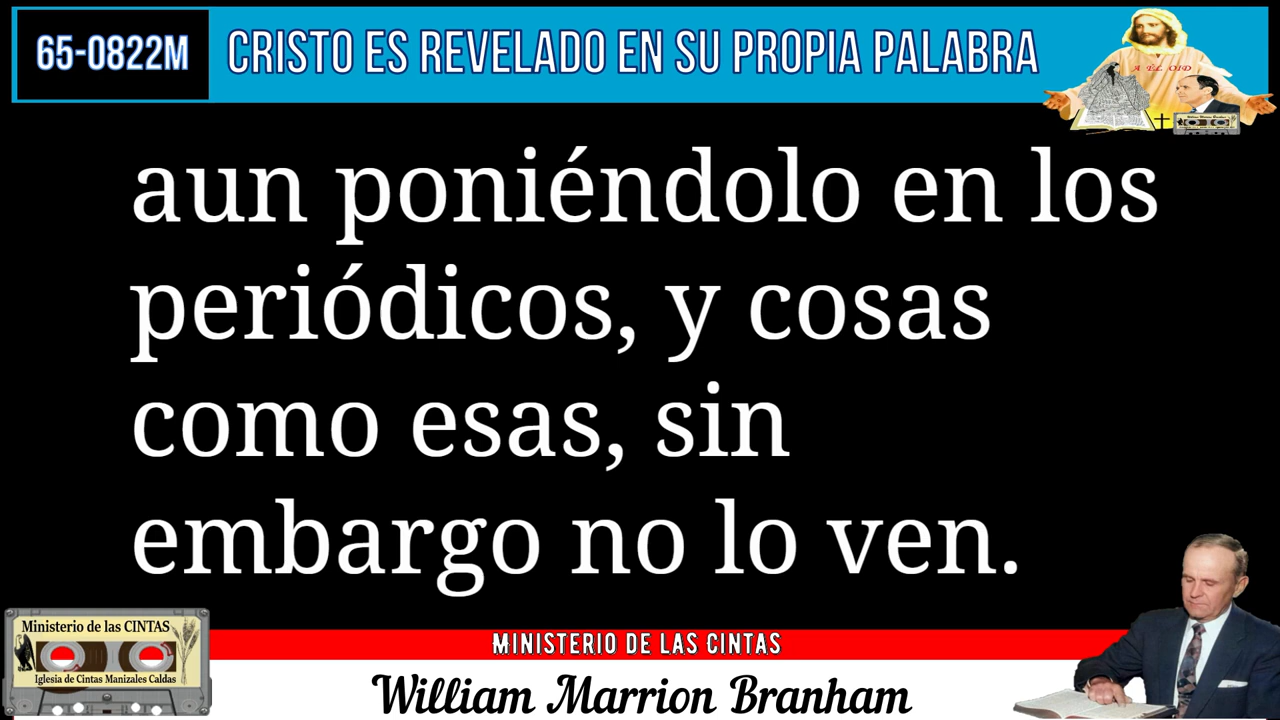 65-0822M
CRISTO ES REVELADO EN SU PROPIA PALABRA
A ÉL OID
aun poniéndolo en los
periódicos, y cosas
como esas, sin
embargo no lo ven.
Ministerio de las CINTAS
Iglesia de Cintas Manizales Caldas
MINISTERIO DE LAS CINTAS
William Marrion Branham